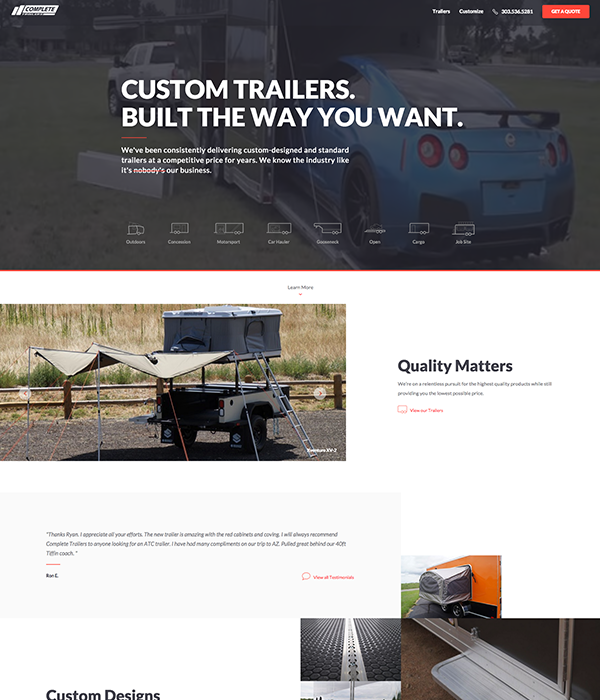 COMPLETE
Trailers
Customize
303.536.5281
GET A QUOTE
CUSTOM TRAILERS.
BUILT THE WAY YOU WANT.
We've been consistently delivering custom-designed and standard
trailers at a competitive price for years. We know the industry like
it's nobody's our business.
Outdoors
Concession
Motorsport
Car Hauler
Gooseneck
Open
Cargo
Job Site
Learn More
Xventure XV-2
Quality Matters
We're on a relentless pursuit for the highest quality products while still
providing you the lowest possible price.
View our Trailers
"Thanks Ryan. I appreciate all your efforts. The new trailer is amazing with the red cabinets and coving. I will always recommend
Complete Trailers to anyone looking for an ATC trailer. I have had many compliments on our trip to AZ. Pulled great behind our 40ft
Tiffin coach. "
Ron E.
View all Testimonials
Custom Designs